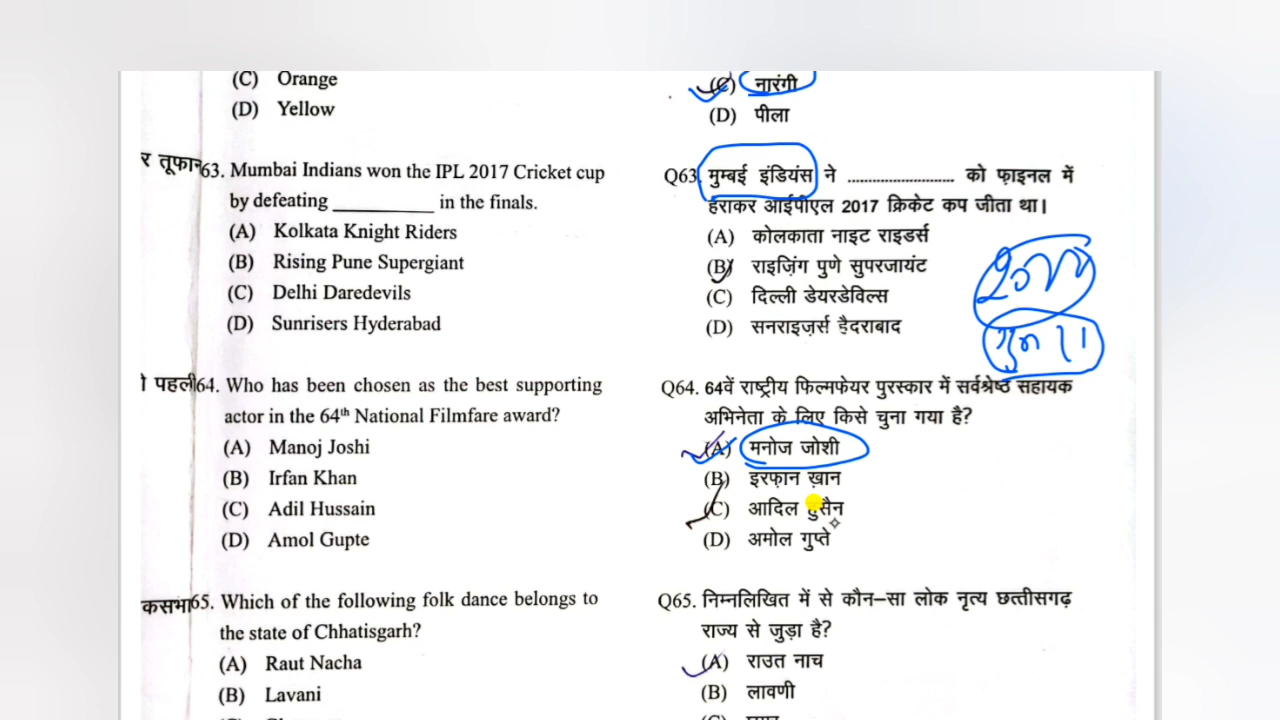 (C) Orange
(D) Yellow
र तूफान
63. Mumbai Indians won the IPL 2017 Cricket cup
by defeating __________ in the finals.
(A) Kolkata Knight Riders
(B) Rising Pune Supergiant
(C) Delhi Daredevils
(D) Sunrisers Hyderabad
े पहली
64. Who has been chosen as the best supporting
actor in the 64th National Filmfare award?
(A) Manoj Joshi
(B) Irfan Khan
(C) Adil Hussain
(D) Amol Gupte
कसभा
65. Which of the following folk dance belongs to
the state of Chhatisgarh?
(A) Raut Nacha
(B) Lavani
(C) नारंगी
(D) पीला
Q63. मुम्बई इंडियंस ने .......................... को फ़ाइनल में
हराकर आईपीएल 2017 क्रिकेट कप जीता था।
(A) कोलकाता नाइट राइडर्स
(B) राइज़िंग पुणे सुपरजायंट
(C) दिल्ली डेयरडेविल्स
(D) सनराइज़र्स हैदराबाद
Q64. 64वें राष्ट्रीय फिल्मफेयर पुरस्कार में सर्वश्रेष्ठ सहायक
अभिनेता के लिए किसे चुना गया है?
(A) मनोज जोशी
(B) इरफ़ान ख़ान
(C) आदिल हुसैन
(D) अमोल गुप्ते
Q65. निम्नलिखित में से कौन-सा लोक नृत्य छत्तीसगढ़
राज्य से जुड़ा है?
(A) राउत नाच
(B) लावणी